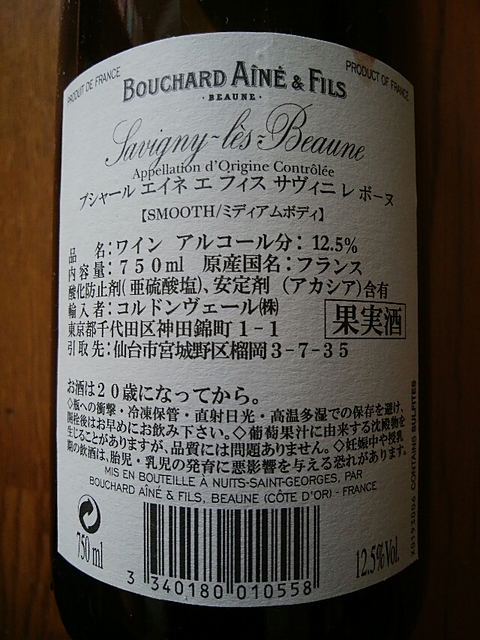 PRODUIT DE FRANCE
PRODUCT OF FRANCE
BOUCHARD AÎNÉ & FILS
· BEAUNE ·
Savigny-lès-Beaune
Appellation d'Origine Contrôlée
ブシャール エイネ エ フィス サヴィニ レ ボーヌ
【SMOOTH/ミディアムボディ】
品 名：ワイン アルコール分：12.5%
内容量：750ml 原産国名：フランス
酸化防止剤(亜硫酸塩)、安定剤(アカシア)含有
輸入者：コルドンヴェール㈱
東京都千代田区神田錦町1-1
果実酒
引取先：仙台市宮城野区榴岡3-7-35
お酒は20歳になってから。
◇瓶への衝撃・冷凍保管・直射日光・高温多湿での保存を避け、
開栓後はお早めにお飲み下さい。◇葡萄果汁に由来する沈殿物を
生じることがありますが、品質には問題ありません。◇妊娠中や授乳
期の飲酒は、胎児・乳児の発育に悪影響を与える恐れがあります。
MIS EN BOUTEILLE À NUITS-SAINT-GEORGES, PAR
BOUCHARD AÎNÉ & FILS, BEAUNE (CÔTE D'OR) - FRANCE
CONTAINS SULPHITES
750 ml
12.5% Vol.
3 340180 010558